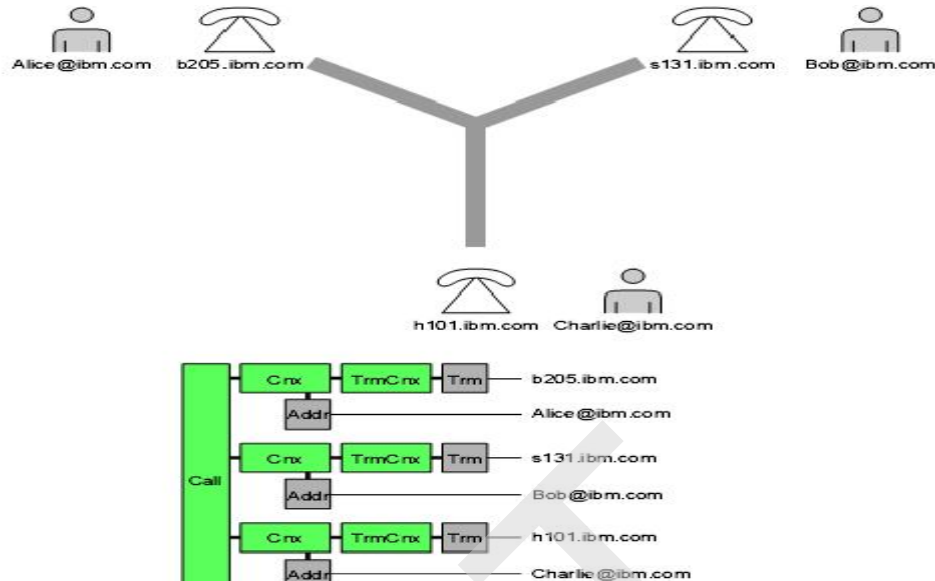 Alice@ibm.com b205.ibm.com s131.ibm.com Bob@ibm.com
h101.ibm.com Charlie@ibm.com
Cnx TrmCnx Trm b205.ibm.com
Addr Alice@ibm.com
Cnx TrmCnx Trm s131.ibm.com
Call
Addr Bob@ibm.com
Cnx TrmCnx Trm h101.ibm.com
Addr Charlie@ibm.com